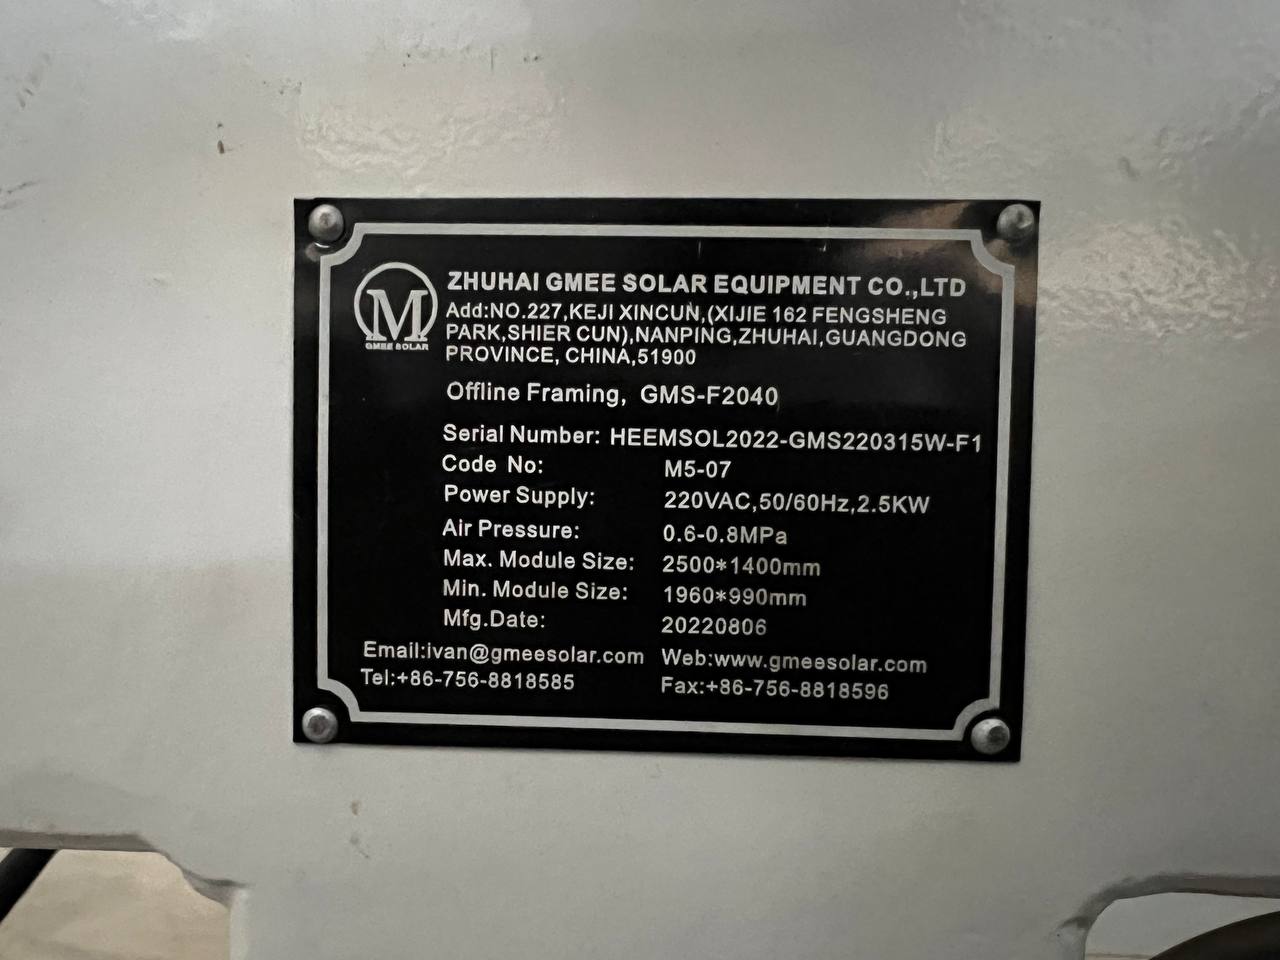 ZHUHAI GMEE SOLAR EQUIPMENT CO.,LTD
Add:NO.227,KEJI XINCUN,(XIJIE 162 FENGSHENG
PARK,SHIER CUN),NANPING,ZHUHAI,GUANGDONG
PROVINCE, CHINA,51900
M
GMEE SOLAR
Offline Framing, GMS-F2040
Serial Number: HEEMSOL2022-GMS220315W-F1
Code No: M5-07
Power Supply: 220VAC,50/60Hz,2.5KW
Air Pressure: 0.6-0.8MPa
Max. Module Size: 2500*1400mm
Min. Module Size: 1960*990mm
Mfg.Date: 20220806
Email:ivan@gmeesolar.com Web:www.gmeesolar.com
Tel:+86-756-8818585 Fax:+86-756-8818596